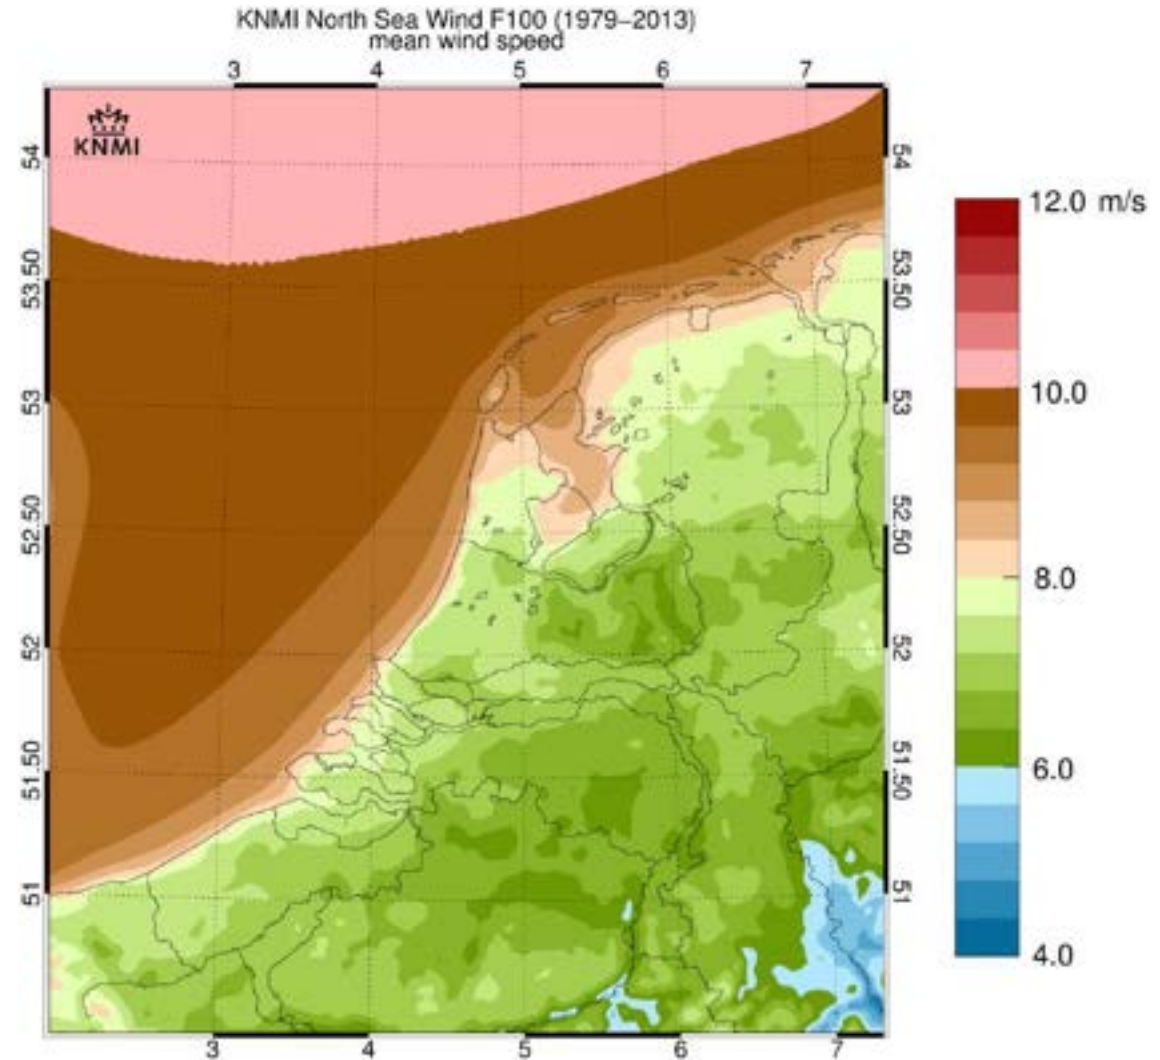 KNMI North Sea Wind F100 (1979–2013)
mean wind speed
3 4 5 6 7
KNMI
54 54
12.0 m/s
53.50 53.50
10.0
53 53
52.50 52.50
8.0
52 52
51.50 51.50
6.0
51 51
4.0
3 4 5 6 7